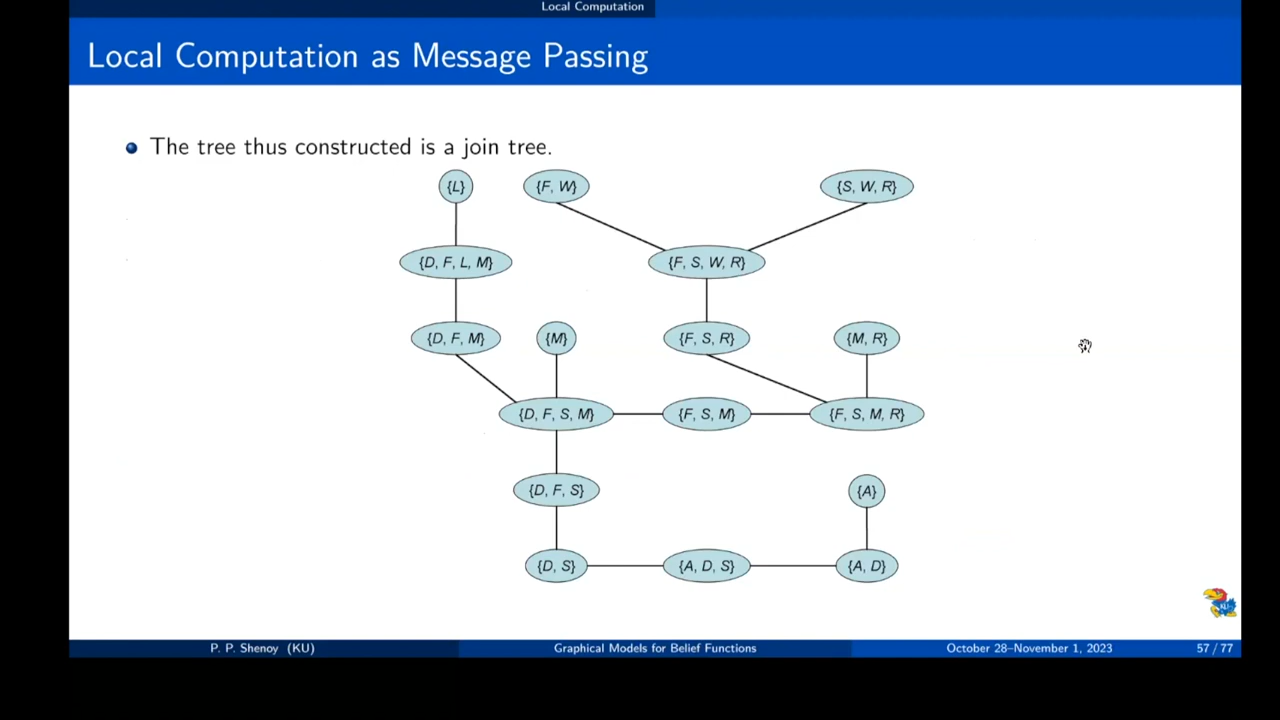 Local Computation
Local Computation as Message Passing
The tree thus constructed is a join tree.
{L} {F, W} {S, W, R}
{D, F, L, M} {F, S, W, R}
{D, F, M} {M} {F, S, R} {M, R}
{D, F, S, M} {F, S, M} {F, S, M, R}
{D, F, S} {A}
{D, S} {A, D, S} {A, D}
KU
P. P. Shenoy (KU) Graphical Models for Belief Functions October 28–November 1, 2023 57 / 77